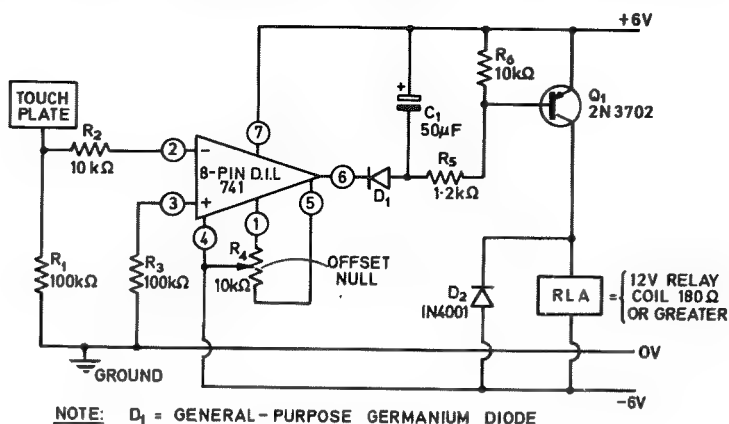 +6V
R6
10kΩ
Q1
2N3702
TOUCH
PLATE
+
C1
50µF
R2
10kΩ
7
2
-
8-PIN D.I.L
741
6
D1
R5
1·2kΩ
3
+
5
4
1
R4
10kΩ
OFFSET
NULL
R1
100kΩ
R3
100kΩ
D2
IN4001
RLA
= { 12V RELAY
COIL 180Ω
OR GREATER
0V
GROUND
-6V
NOTE: D1 = GENERAL-PURPOSE GERMANIUM DIODE